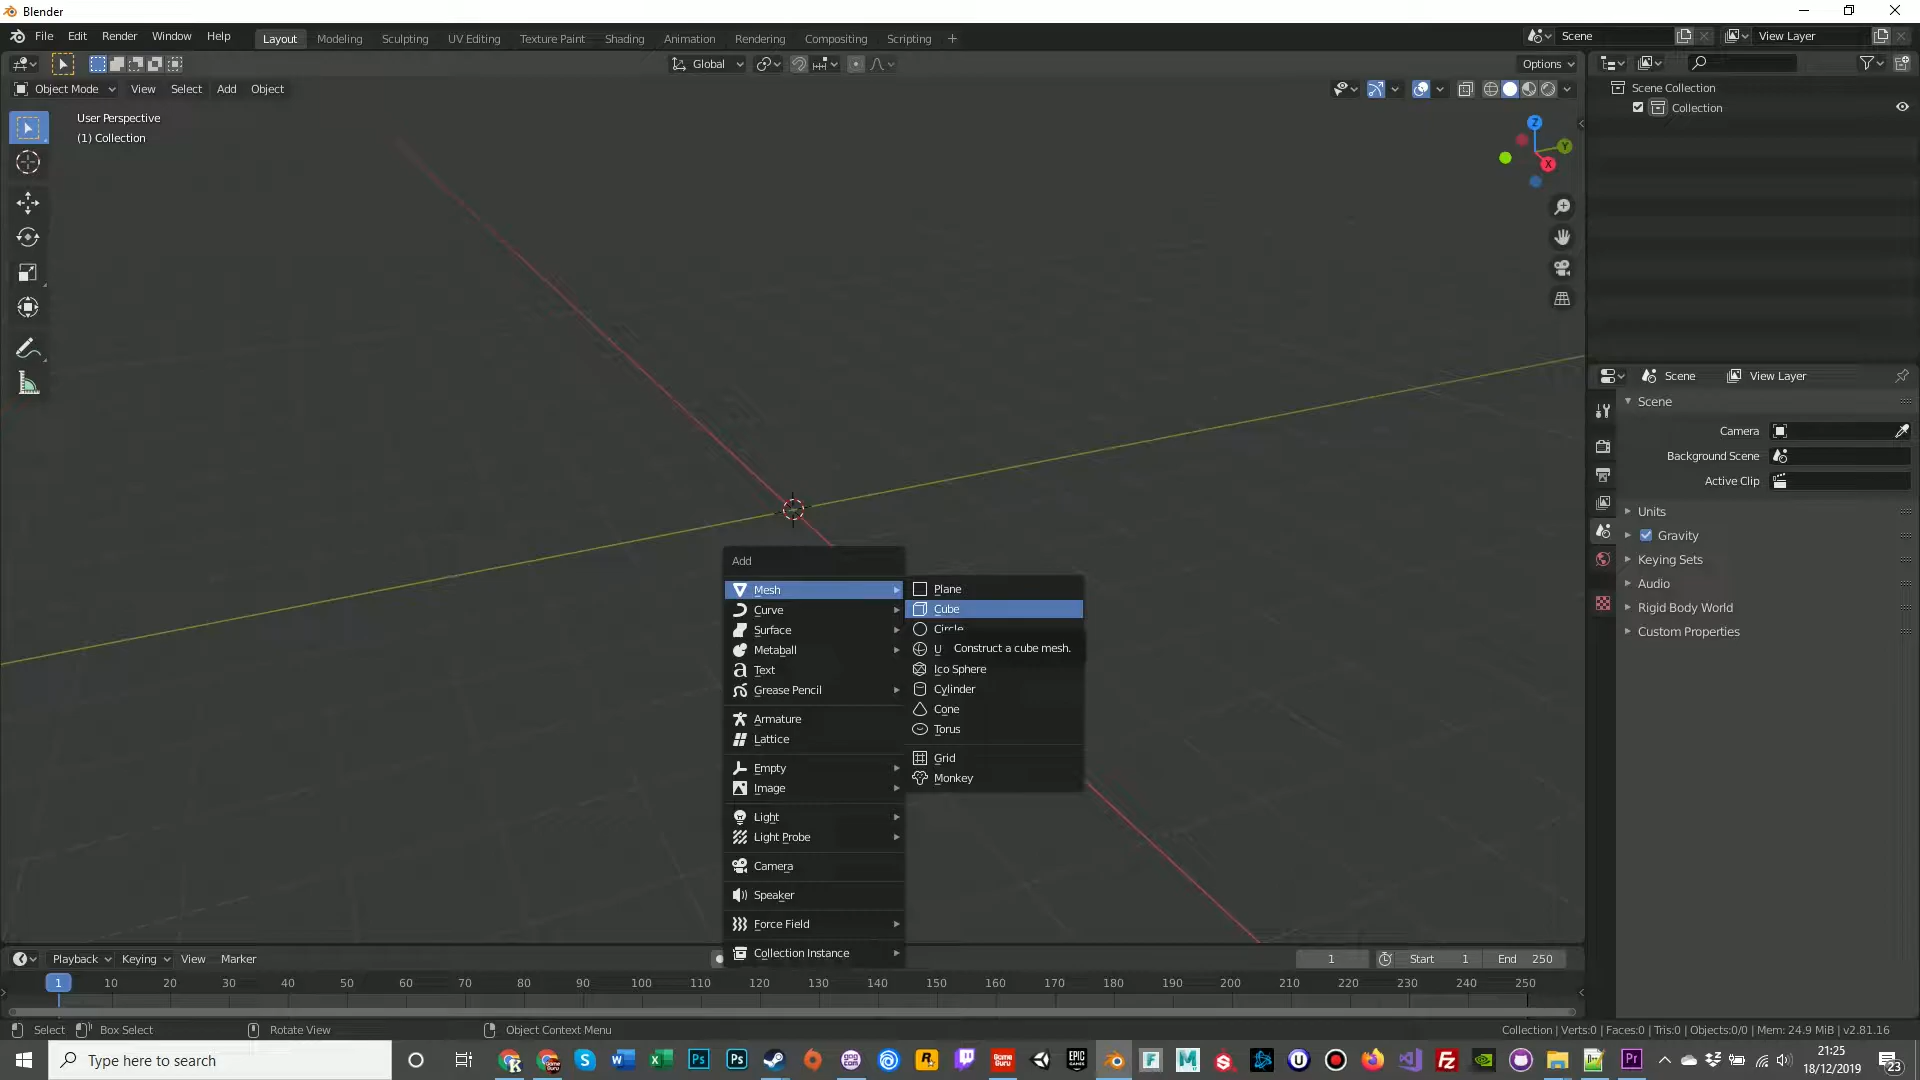 Blender
File Edit Render Window Help Layout Modeling Sculpting UV Editing Texture Paint Shading Animation Rendering Compositing Scripting + Scene View Layer
Global Options
Object Mode View Select Add Object
User Perspective
(1) Collection
Z
Y
X
Scene Collection
Collection
Scene View Layer
Scene
Camera
Background Scene
Active Clip
Units
Gravity
Keying Sets
Audio
Rigid Body World
Custom Properties
Add
Mesh
Curve
Surface
Metaball
Text
Grease Pencil
Armature
Lattice
Empty
Image
Light
Light Probe
Camera
Speaker
Force Field
Collection Instance
Plane
Cube
Circle
U Construct a cube mesh.
Ico Sphere
Cylinder
Cone
Torus
Grid
Monkey
Playback Keying View Marker 1 Start 1 End 250
1 10 20 30 40 50 60 70 80 90 100 110 120 130 140 150 160 170 180 190 200 210 220 230 240 250
Select Box Select Rotate View Object Context Menu Collection | Verts:0 | Faces:0 | Tris:0 | Objects:0/0 | Mem: 24.9 MiB | v2.81.16
Type here to search
21:25
18/12/2019
23